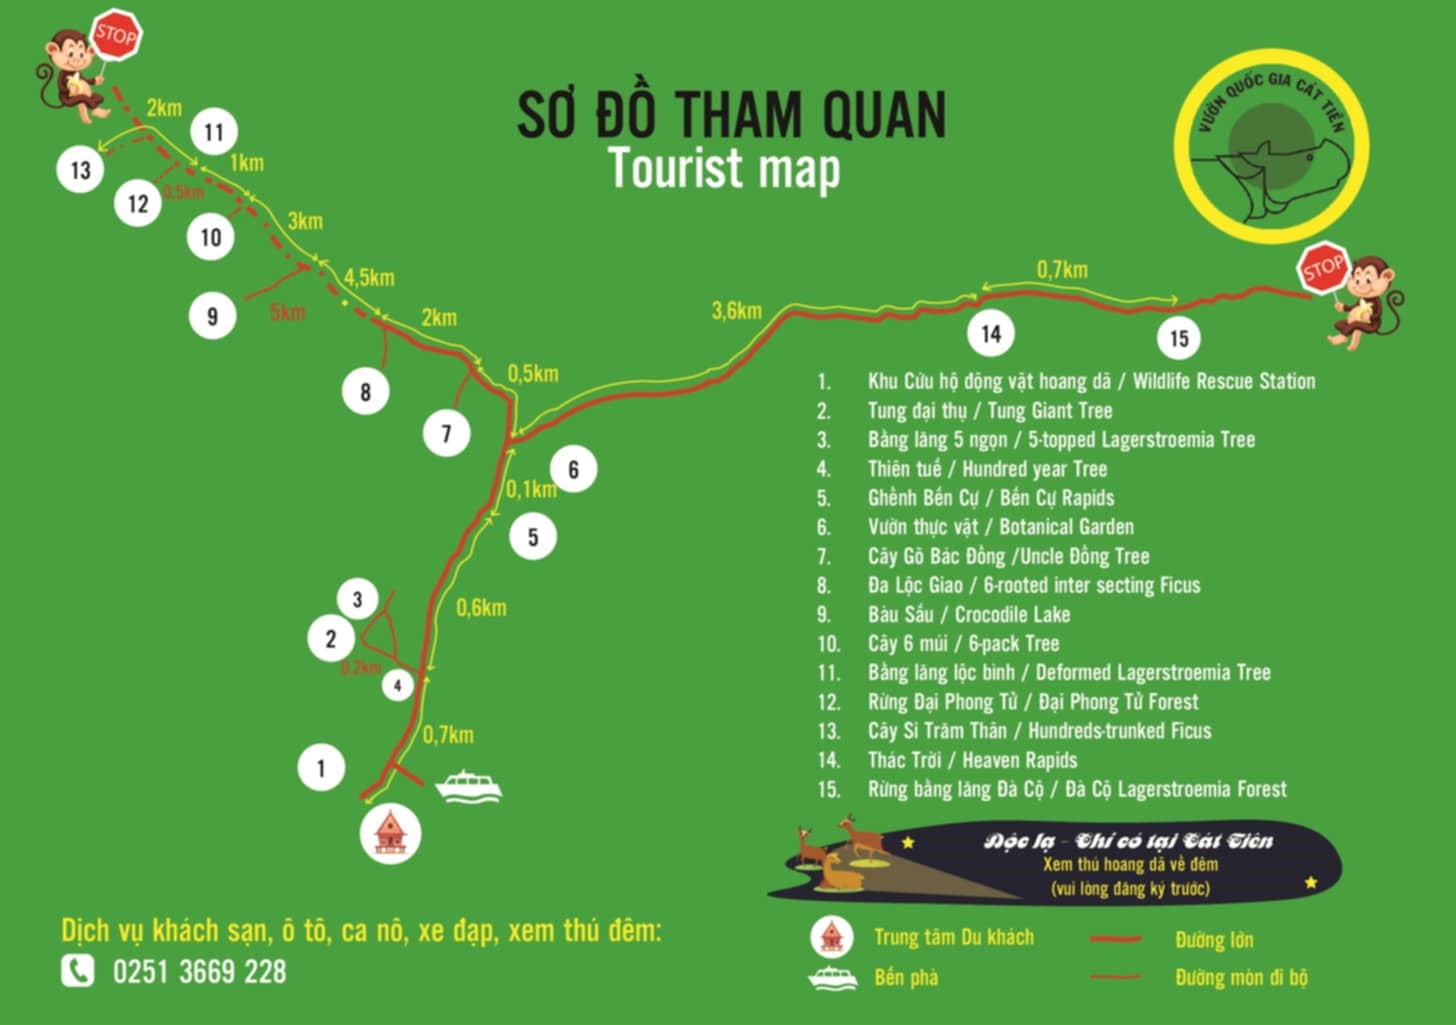 STOP
2km
11
13
1km
12
0,5km
10
3km
9
5km
4,5km
2km
8
7
0,5km
6
0,1km
5
3
2
0.2km
4
0,6km
0,7km
1
SƠ ĐỒ THAM QUAN
Tourist map
VƯỜN QUỐC GIA CÁT TIÊN
STOP
3,6km
0,7km
14
15
1. Khu Cứu hộ động vật hoang dã / Wildlife Rescue Station
2. Tung đại thụ / Tung Giant Tree
3. Bằng lăng 5 ngọn / 5-topped Lagerstroemia Tree
4. Thiên tuế / Hundred year Tree
5. Ghềnh Bến Cự / Bến Cự Rapids
6. Vườn thực vật / Botanical Garden
7. Cây Gõ Bác Đồng /Uncle Đồng Tree
8. Đa Lộc Giao / 6-rooted inter secting Ficus
9. Bàu Sấu / Crocodile Lake
10. Cây 6 múi / 6-pack Tree
11. Bằng lăng lộc bình / Deformed Lagerstroemia Tree
12. Rừng Đại Phong Tử / Đại Phong Tử Forest
13. Cây Si Trăm Thân / Hundreds-trunked Ficus
14. Thác Trời / Heaven Rapids
15. Rừng bằng lăng Đà Cộ / Đà Cộ Lagerstroemia Forest
Độc lạ - Chỉ có tại Cát Tiên
Xem thú hoang dã về đêm
(vui lòng đăng ký trước)
Trung tâm Du khách
Đường lớn
Bến phà
Đường mòn đi bộ
Dịch vụ khách sạn, ô tô, ca nô, xe đạp, xem thú đêm:
0251 3669 228